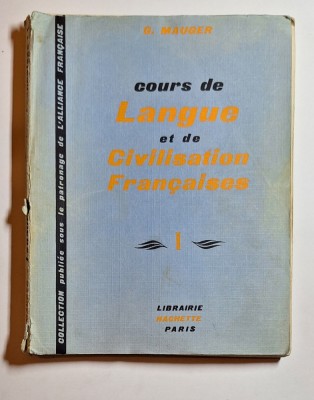 G. MAUGER
cours de
Langue
et de
Civilisation
Françaises
I
LIBRAIRIE
HACHETTE
PARIS
COLLECTION publiée sous le patronage de L'ALLIANCE FRANÇAISE